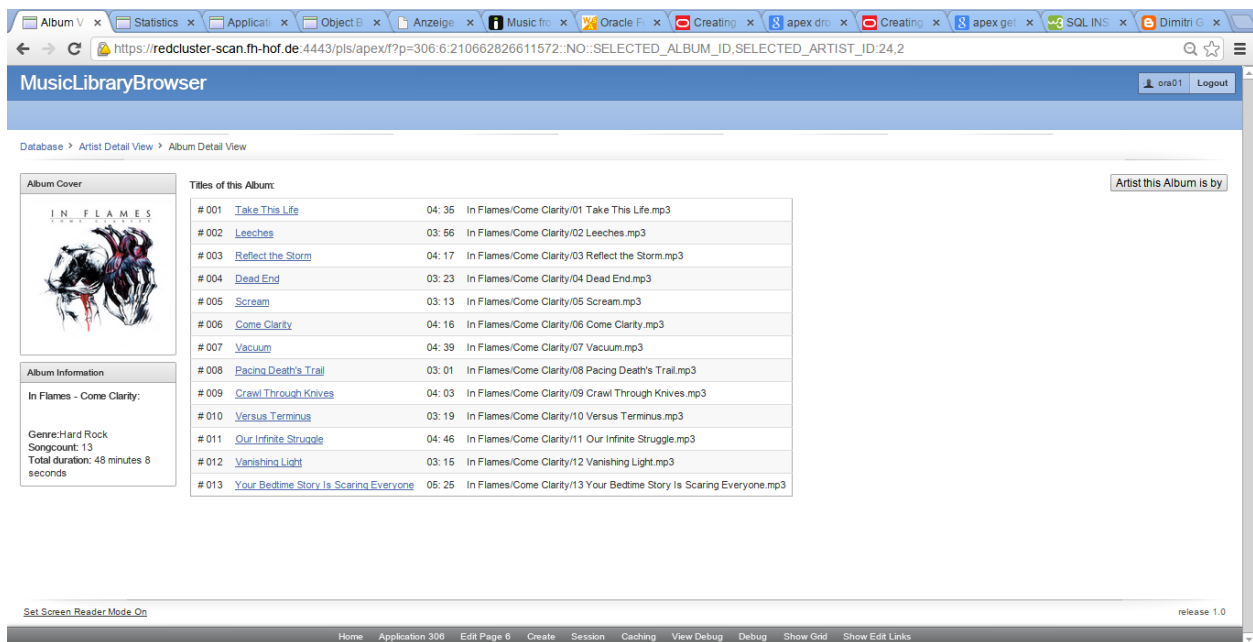 Album V × Statistics × Applicati × Object B × Anzeige × Music fro × Oracle F × Creating × apex dro × Creating × apex get × SQL INS × Dimitri G ×
https://redcluster-scan.fh-hof.de:4443/pls/apex/f?p=306:6:210662826611572::NO::SELECTED_ALBUM_ID,SELECTED_ARTIST_ID:24,2
MusicLibraryBrowser ora01 Logout
Database > Artist Detail View > Album Detail View
Album Cover
IN FLAMES
COME CLARITY
Album Information
In Flames - Come Clarity:
Genre:Hard Rock
Songcount: 13
Total duration: 48 minutes 8
seconds
Titles of this Album:
# 001 Take This Life 04: 35 In Flames/Come Clarity/01 Take This Life.mp3
# 002 Leeches 03: 56 In Flames/Come Clarity/02 Leeches.mp3
# 003 Reflect the Storm 04: 17 In Flames/Come Clarity/03 Reflect the Storm.mp3
# 004 Dead End 03: 23 In Flames/Come Clarity/04 Dead End.mp3
# 005 Scream 03: 13 In Flames/Come Clarity/05 Scream.mp3
# 006 Come Clarity 04: 16 In Flames/Come Clarity/06 Come Clarity.mp3
# 007 Vacuum 04: 39 In Flames/Come Clarity/07 Vacuum.mp3
# 008 Pacing Death's Trail 03: 01 In Flames/Come Clarity/08 Pacing Death's Trail.mp3
# 009 Crawl Through Knives 04: 03 In Flames/Come Clarity/09 Crawl Through Knives.mp3
# 010 Versus Terminus 03: 19 In Flames/Come Clarity/10 Versus Terminus.mp3
# 011 Our Infinite Struggle 04: 46 In Flames/Come Clarity/11 Our Infinite Struggle.mp3
# 012 Vanishing Light 03: 15 In Flames/Come Clarity/12 Vanishing Light.mp3
# 013 Your Bedtime Story Is Scaring Everyone 05: 25 In Flames/Come Clarity/13 Your Bedtime Story Is Scaring Everyone.mp3
Artist this Album is by
Set Screen Reader Mode On release 1.0
Home Application 306 Edit Page 6 Create Session Caching View Debug Debug Show Grid Show Edit Links